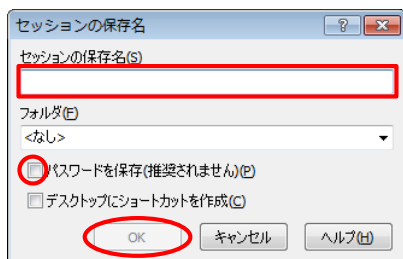 セッションの保存名
セッションの保存名(S)
フォルダ(F)
<なし>
パスワードを保存(推奨されません)(P)
デスクトップにショートカットを作成(C)
OK キャンセル ヘルプ(H)